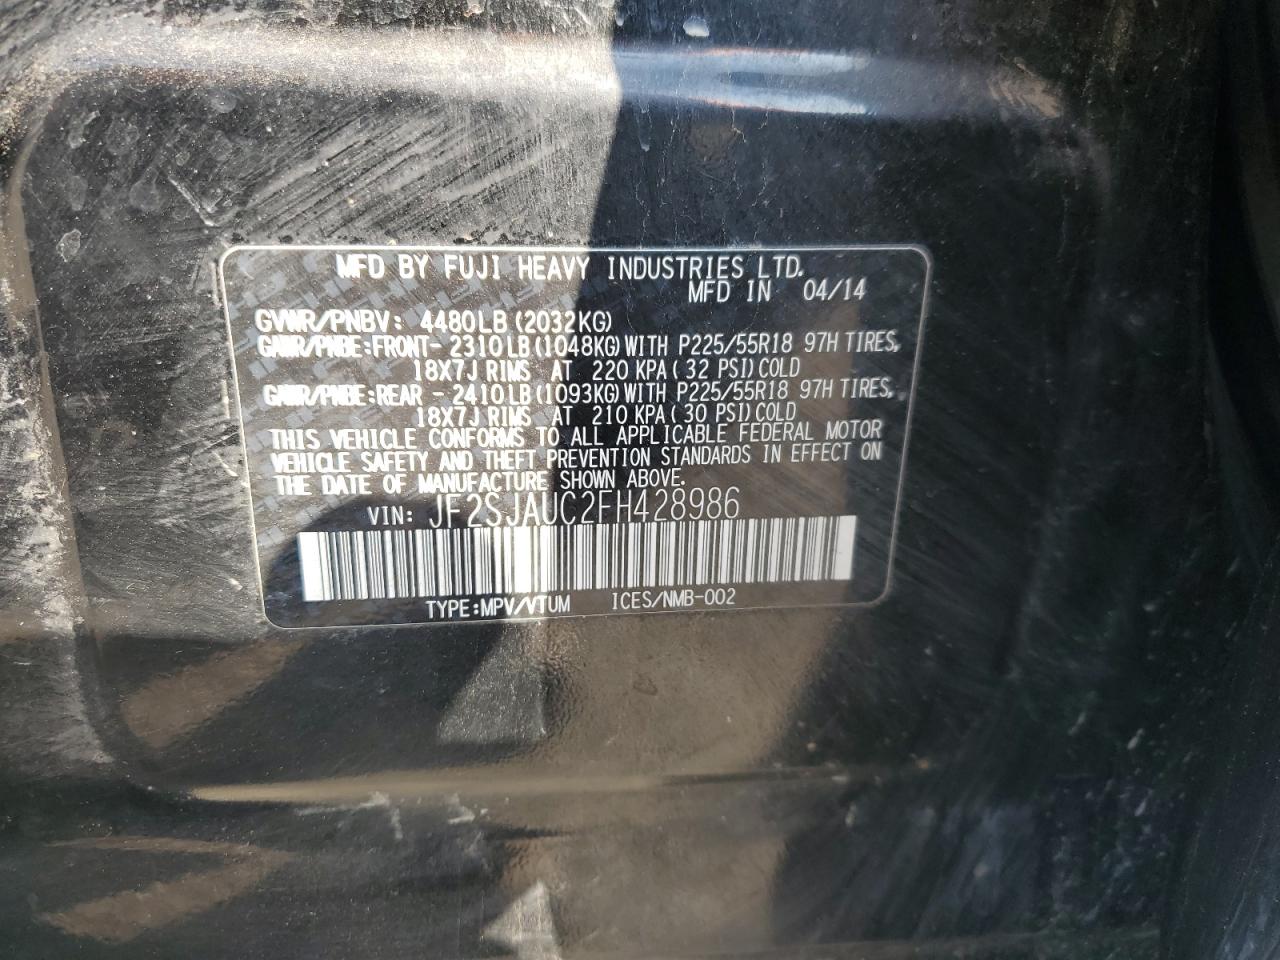 MFD BY FUJI HEAVY INDUSTRIES LTD.
MFD IN 04/14
GVWR/PNBV: 4480LB (2032KG)
GAWR/PNBE:FRONT- 2310LB (1048KG) WITH P225/55R18 97H TIRES,
18X7J RIMS AT 220 KPA ( 32 PSI) COLD
GAWR/PNBE:REAR - 2410LB (1093KG) WITH P225/55R18 97H TIRES,
18X7J RIMS AT 210 KPA ( 30 PSI) COLD
THIS VEHICLE CONFORMS TO ALL APPLICABLE FEDERAL MOTOR
VEHICLE SAFETY AND THEFT PREVENTION STANDARDS IN EFFECT ON
THE DATE OF MANUFACTURE SHOWN ABOVE.
VIN: JF2SJAUC2FH428986
TYPE:MPV/VTUM ICES/NMB-002